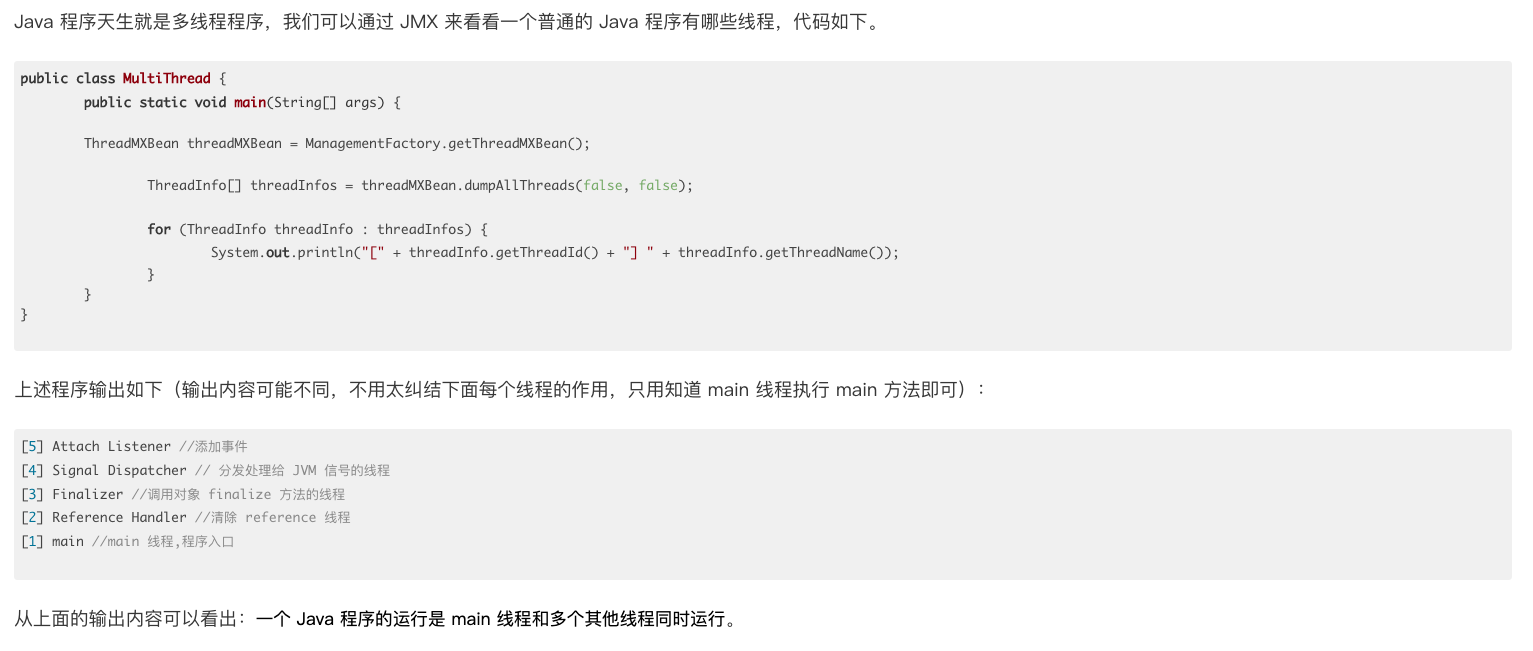 Java 程序天生就是多线程程序，我们可以通过 JMX 来看看一个普通的 Java 程序有哪些线程，代码如下。
public class MultiThread {
        public static void main(String[] args) {
        ThreadMXBean threadMXBean = ManagementFactory.getThreadMXBean();
                ThreadInfo[] threadInfos = threadMXBean.dumpAllThreads(false, false);
                for (ThreadInfo threadInfo : threadInfos) {
                        System.out.println("[" + threadInfo.getThreadId() + "] " + threadInfo.getThreadName());
                }
        }
}
上述程序输出如下（输出内容可能不同，不用太纠结下面每个线程的作用，只用知道 main 线程执行 main 方法即可）：
[5] Attach Listener //添加事件
[4] Signal Dispatcher // 分发处理给 JVM 信号的线程
[3] Finalizer //调用对象 finalize 方法的线程
[2] Reference Handler //清除 reference 线程
[1] main //main 线程,程序入口
从上面的输出内容可以看出：一个 Java 程序的运行是 main 线程和多个其他线程同时运行。